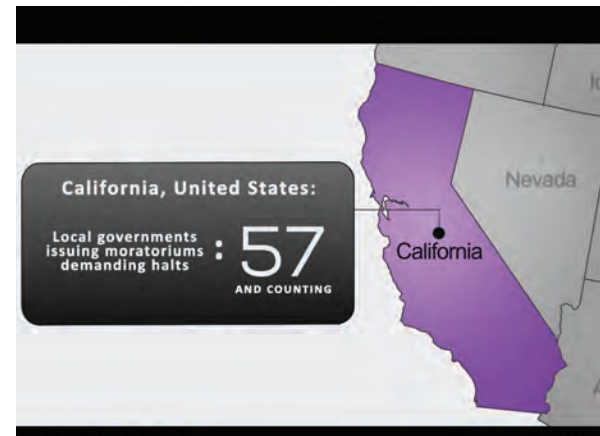 California, United States:
Local governments
issuing moratoriums
demanding halts
: 57
AND COUNTING
Nevada
California